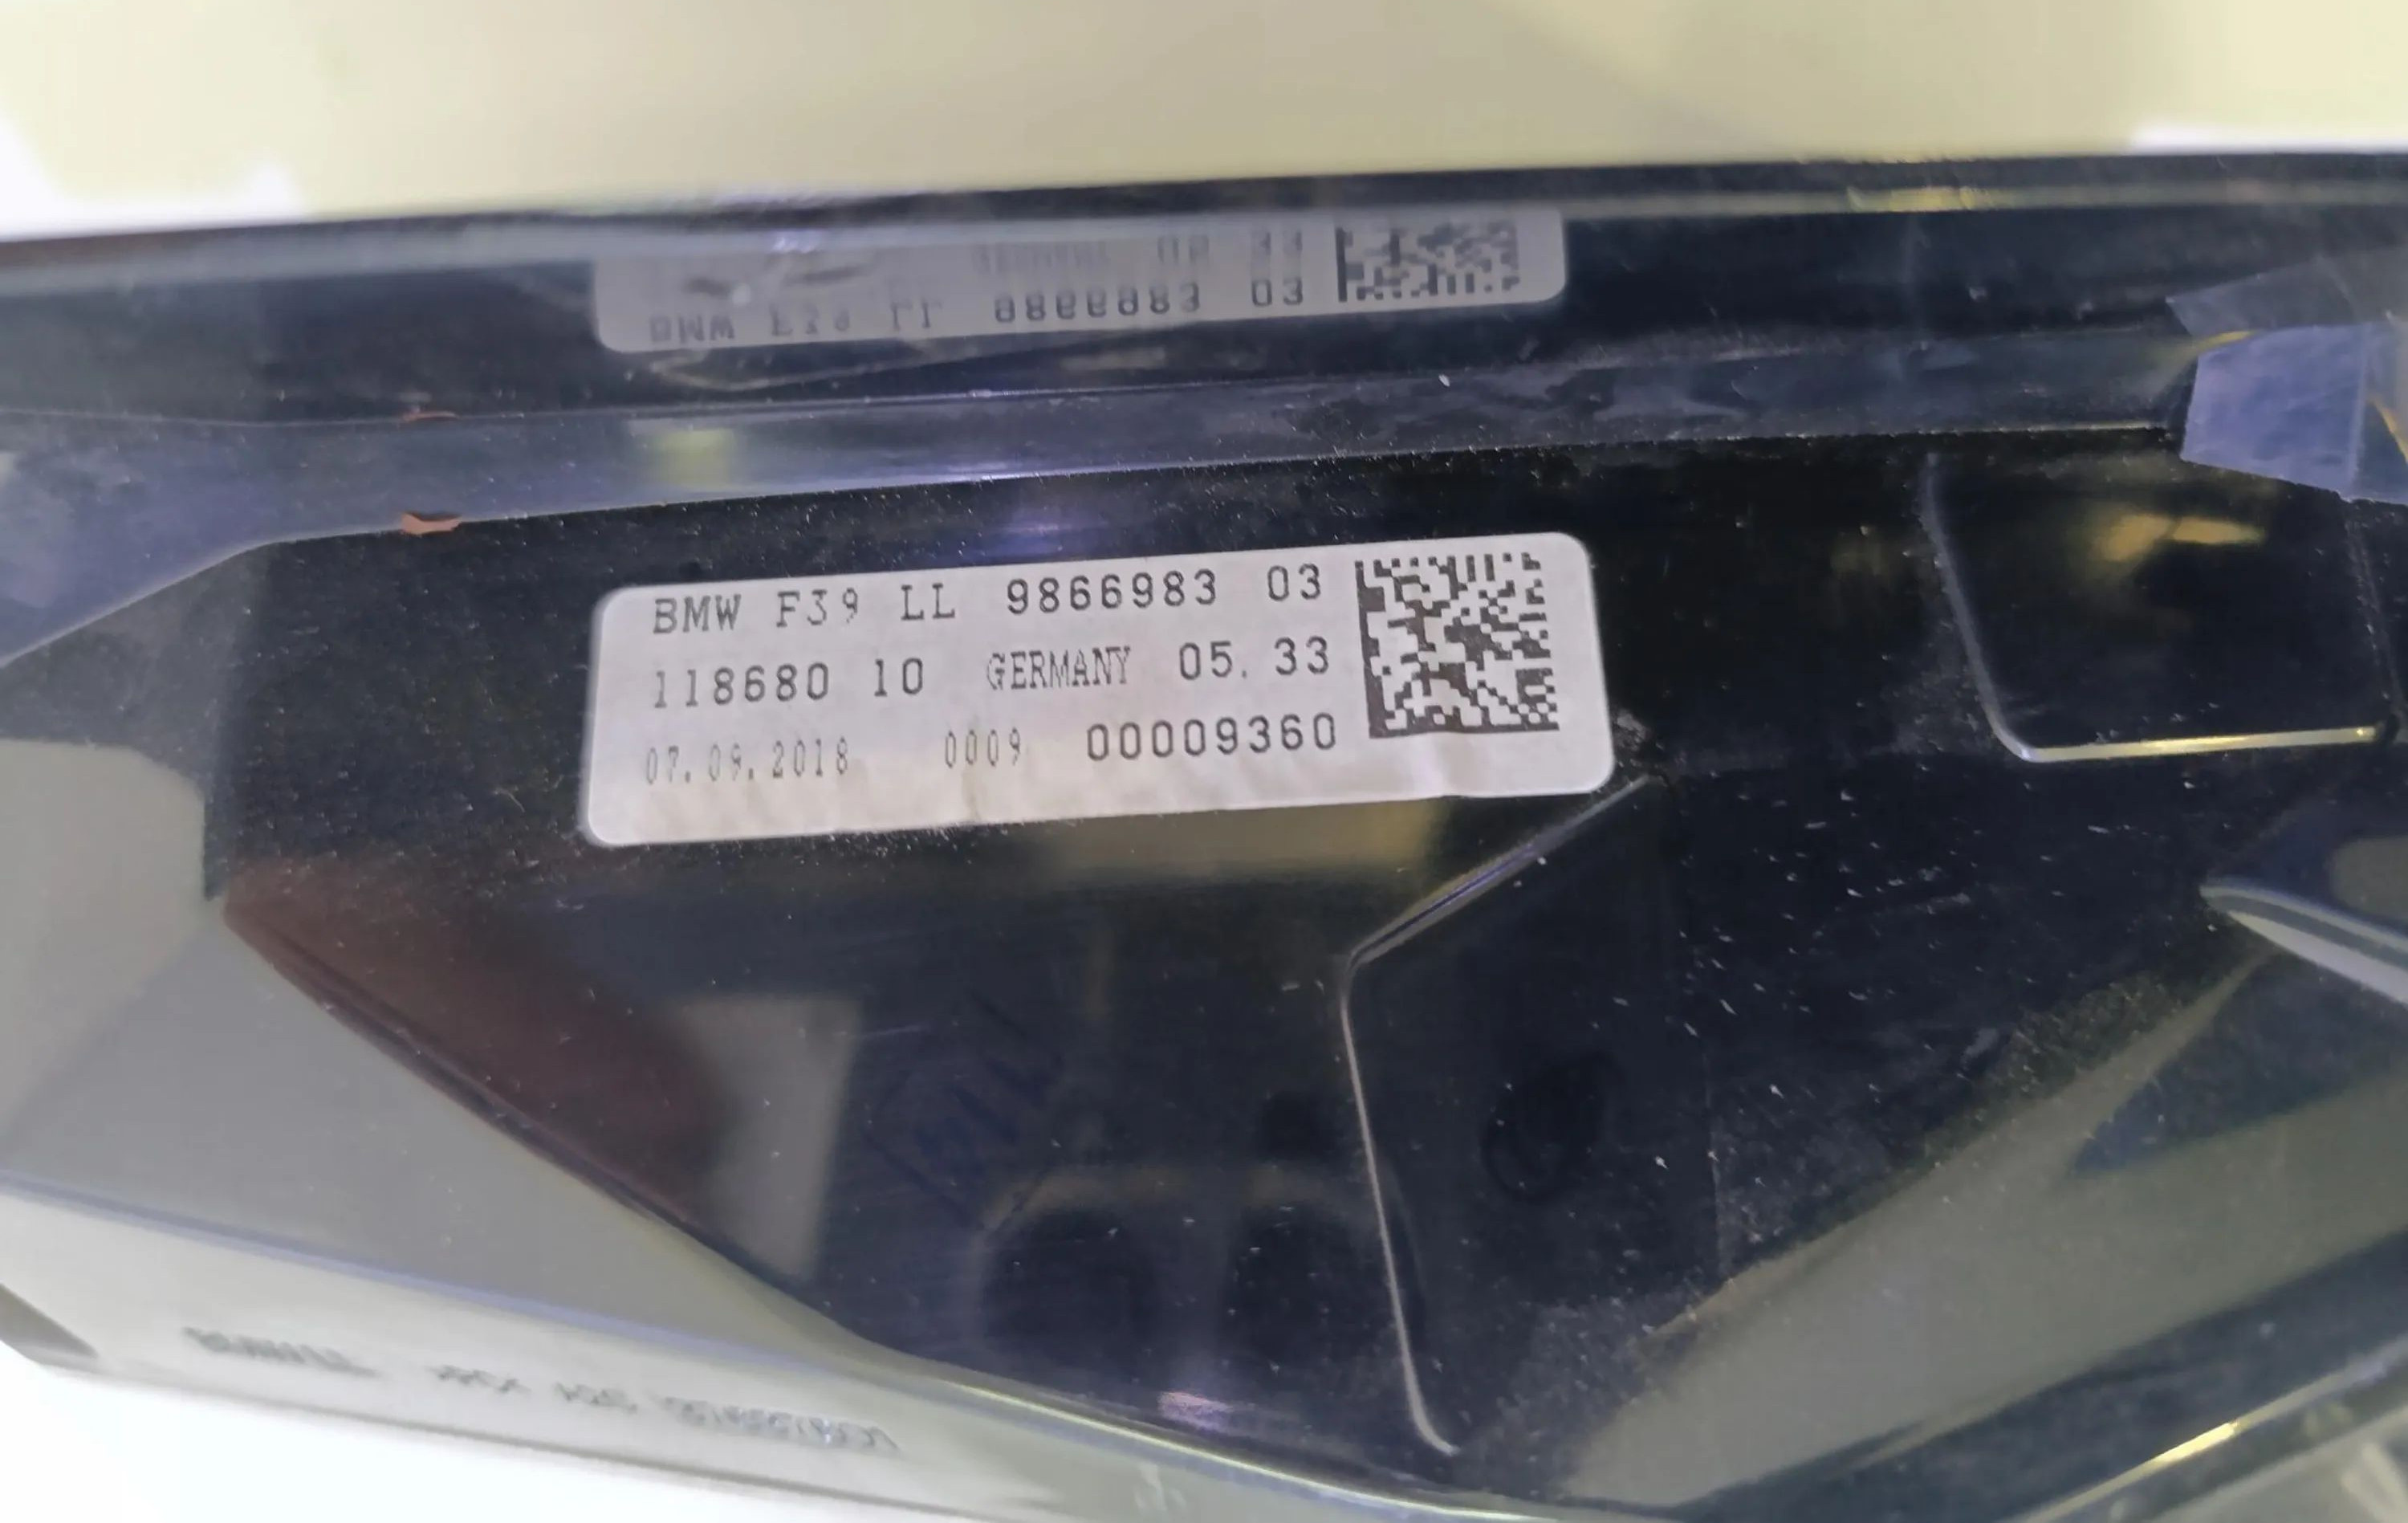 BMW F39 LL 9866983 03
118680 10 GERMANY 05.33
07.09.2018 0009 00009360